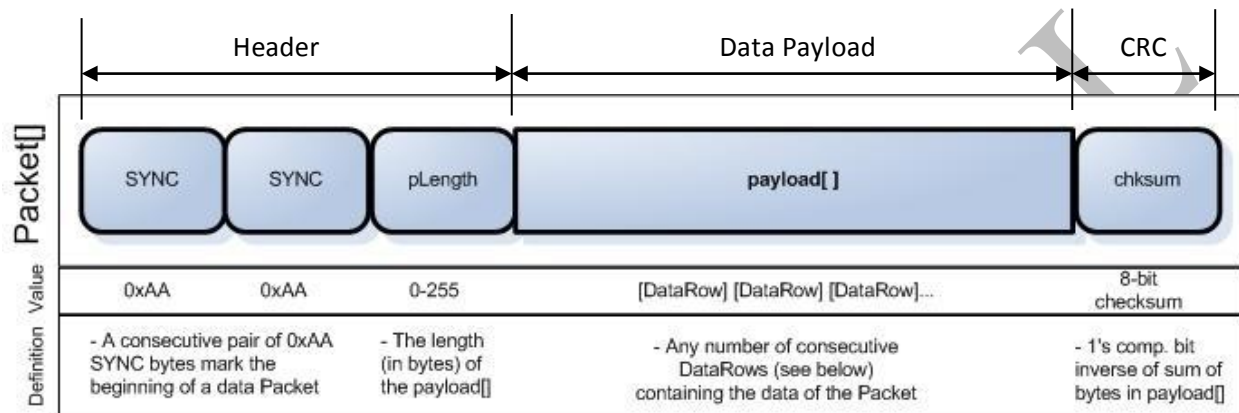 Header
Data Payload
CRC
Packet[]
SYNC
SYNC
pLength
payload[ ]
chksum
Value
0xAA
0xAA
0-255
[DataRow] [DataRow] [DataRow]...
8-bit
checksum
Definition
- A consecutive pair of 0xAA
SYNC bytes mark the
beginning of a data Packet
- The length
(in bytes) of
the payload[]
- Any number of consecutive
DataRows (see below)
containing the data of the Packet
- 1's comp. bit
inverse of sum of
bytes in payload[]